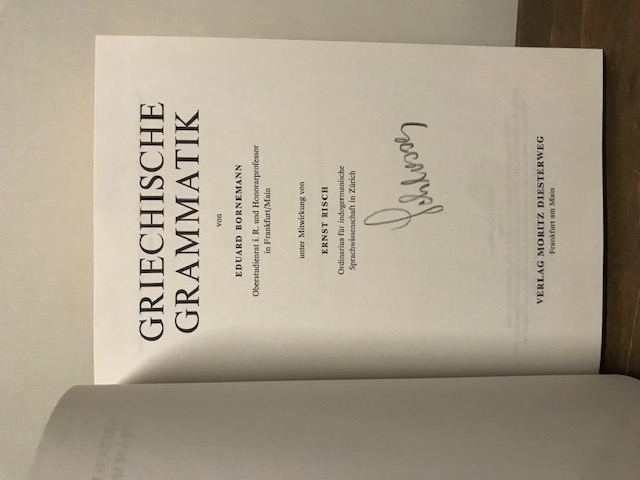 GRIECHISCHE
GRAMMATIK
von
EDUARD BORNEMANN
Oberstudienrat i. R. und Honorarprofessor
in Frankfurt/Main
unter Mitwirkung von
ERNST RISCH
Ordinarius für indogermanische
Sprachwissenschaft in Zürich
VERLAG MORITZ DIESTERWEG
Frankfurt am Main